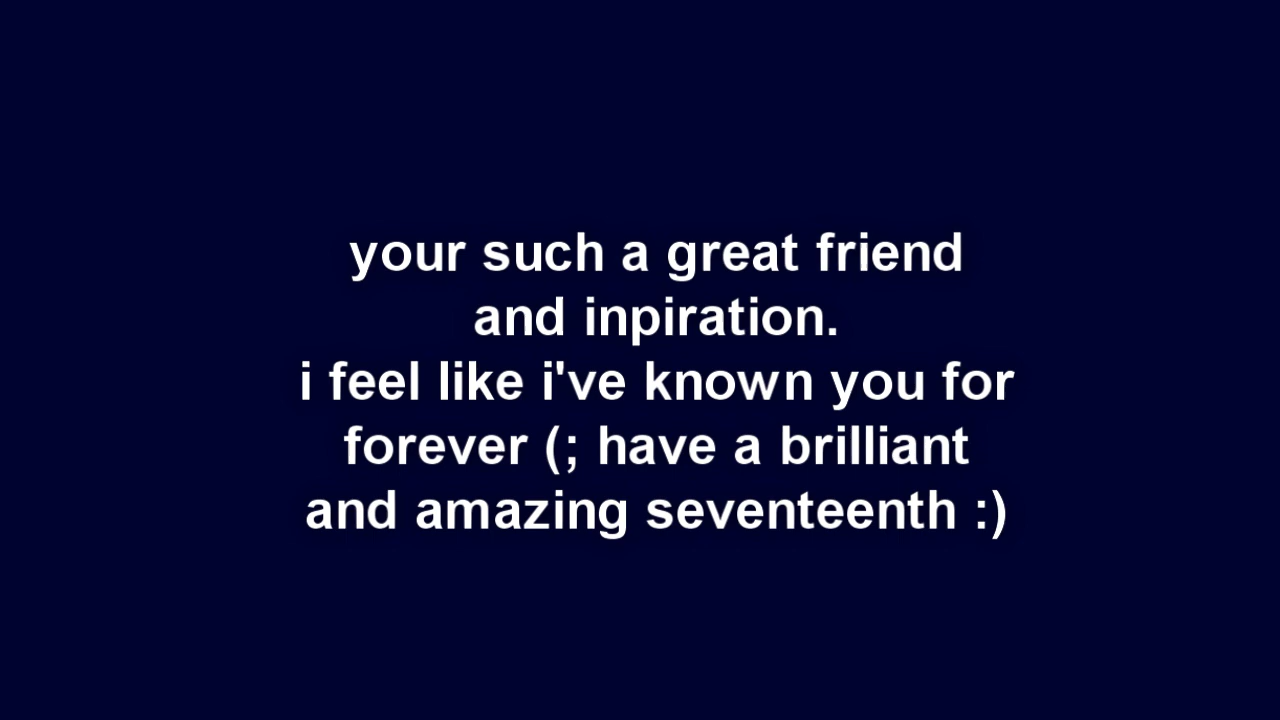 your such a great friend
and inpiration.
i feel like i've known you for
forever (; have a brilliant
and amazing seventeenth :)